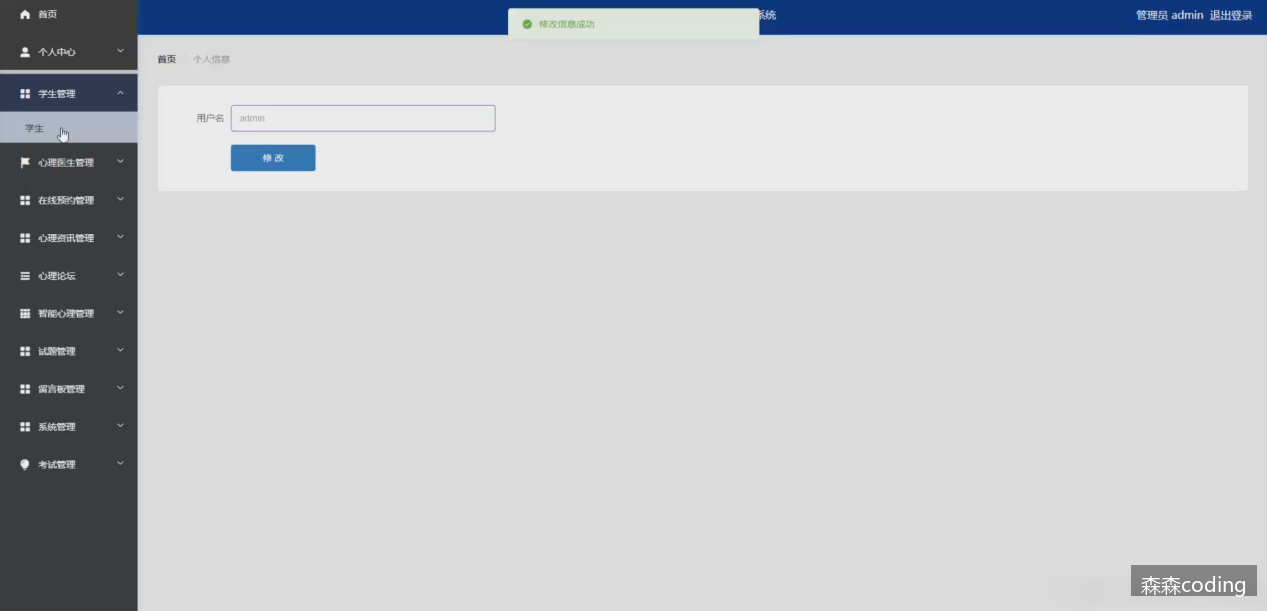 首页
个人中心
学生管理
学生
心理医生管理
在线预约管理
心理资讯管理
心理论坛
智能心理管理
试题管理
留言板管理
系统管理
考试管理
修改信息成功
系统
管理员 admin 退出登录
首页 个人信息
用户名 admin
修 改
森森coding